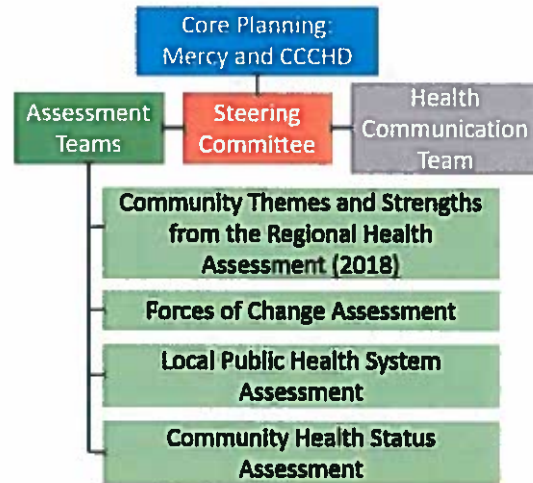 Core Planning:
Mercy and CCCHD
Assessment
Teams
Steering
Committee
Health
Communication
Team
Community Themes and Strengths
from the Regional Health
Assessment (2018)
Forces of Change Assessment
Local Public Health System
Assessment
Community Health Status
Assessment